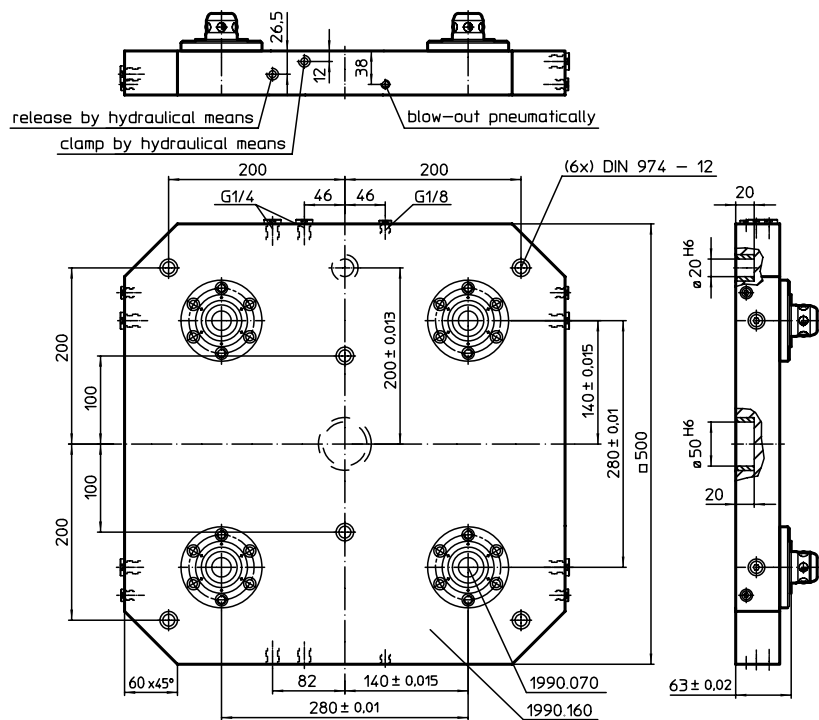 26,5
12
38
release by hydraulical means
blow-out pneumatically
clamp by hydraulical means
200
200
(6x) DIN 974 - 12
G1/4
46
46
G1/8
20
⌀20 H6
200
200 ± 0,013
100
140 ± 0,015
280 ± 0,01
□ 500
⌀50 H6
100
200
20
60 x45°
82
140 ± 0,015
1990.070
63 ± 0,02
280 ± 0,01
1990.160